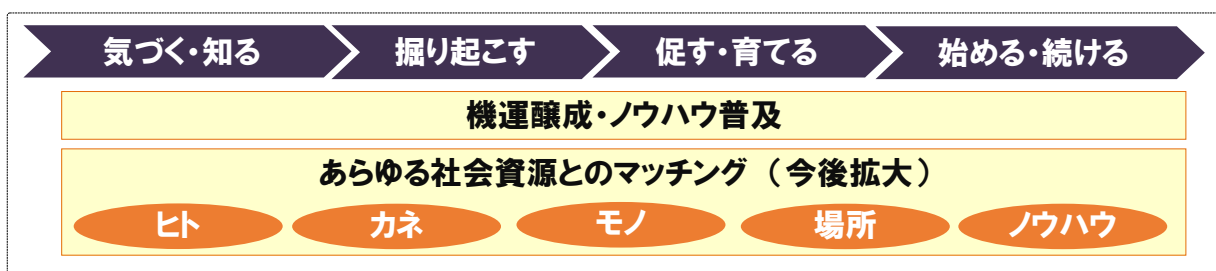 気づく・知る 掘り起こす 促す・育てる 始める・続ける
機運醸成・ノウハウ普及
あらゆる社会資源とのマッチング（今後拡大）
ヒト カネ モノ 場所 ノウハウ